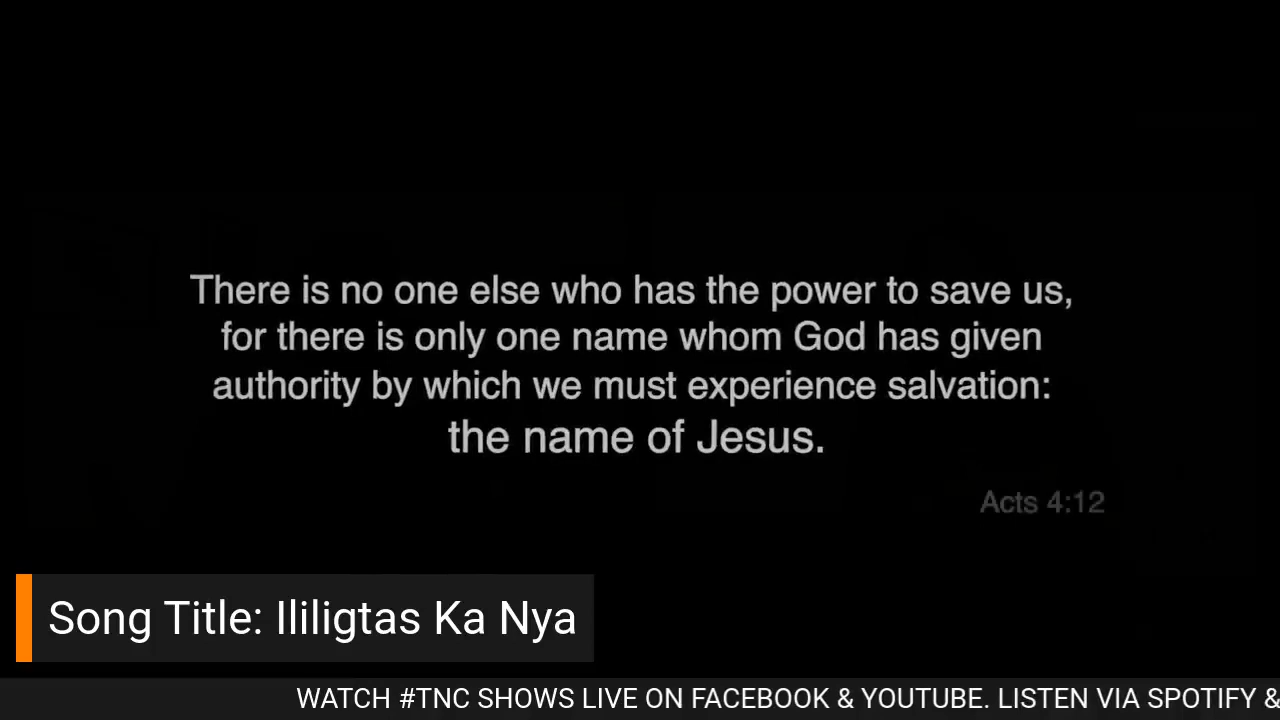 There is no one else who has the power to save us,
for there is only one name whom God has given
authority by which we must experience salvation:
the name of Jesus.
Acts 4:12
Song Title: Ililigtas Ka Nya
WATCH #TNC SHOWS LIVE ON FACEBOOK & YOUTUBE. LISTEN VIA SPOTIFY &